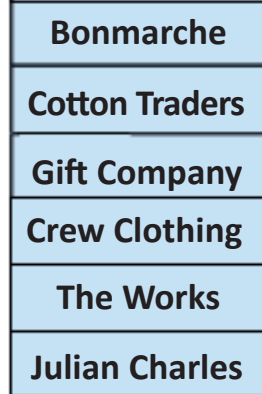 Bonmarche
Cotton Traders
Gift Company
Crew Clothing
The Works
Julian Charles